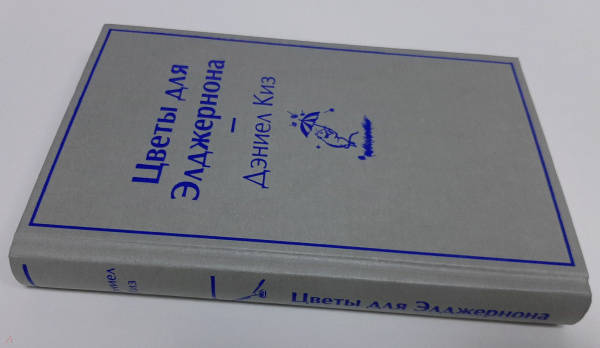 Цветы для
Элджернона
Дэниел Киз
Цветы для Элджернона